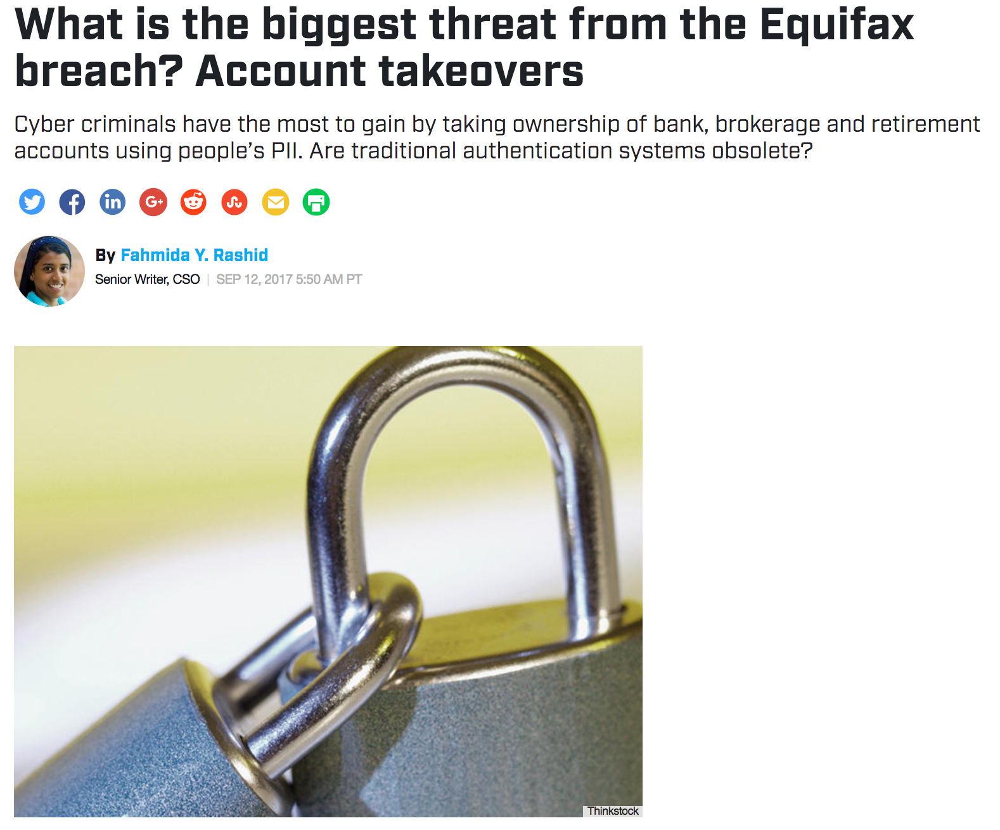 What is the biggest threat from the Equifax
breach? Account takeovers
Cyber criminals have the most to gain by taking ownership of bank, brokerage and retirement
accounts using people’s PII. Are traditional authentication systems obsolete?
in
G+
By Fahmida Y. Rashid
Senior Writer, CSO | SEP 12, 2017 5:50 AM PT
Thinkstock